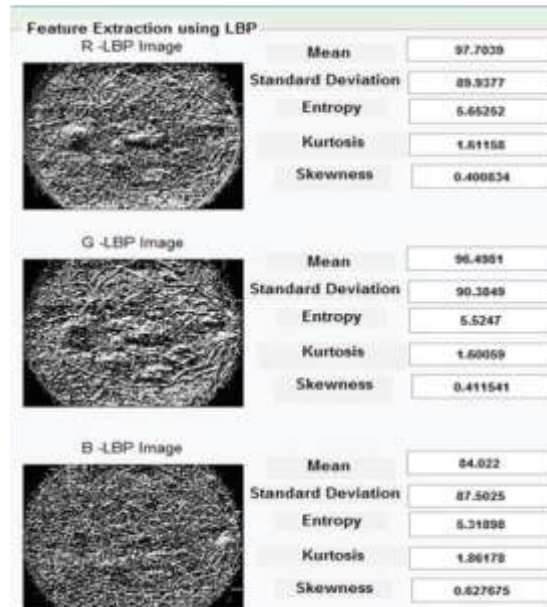 Feature Extraction using LBP
R -LBP Image
Mean 97.7039
Standard Deviation 89.9377
Entropy 5.65252
Kurtosis 1.61158
Skewness 0.400834
G -LBP Image
Mean 96.4981
Standard Deviation 90.3849
Entropy 5.5247
Kurtosis 1.60059
Skewness 0.411541
B -LBP Image
Mean 84.022
Standard Deviation 87.5025
Entropy 5.31898
Kurtosis 1.86178
Skewness 0.627675